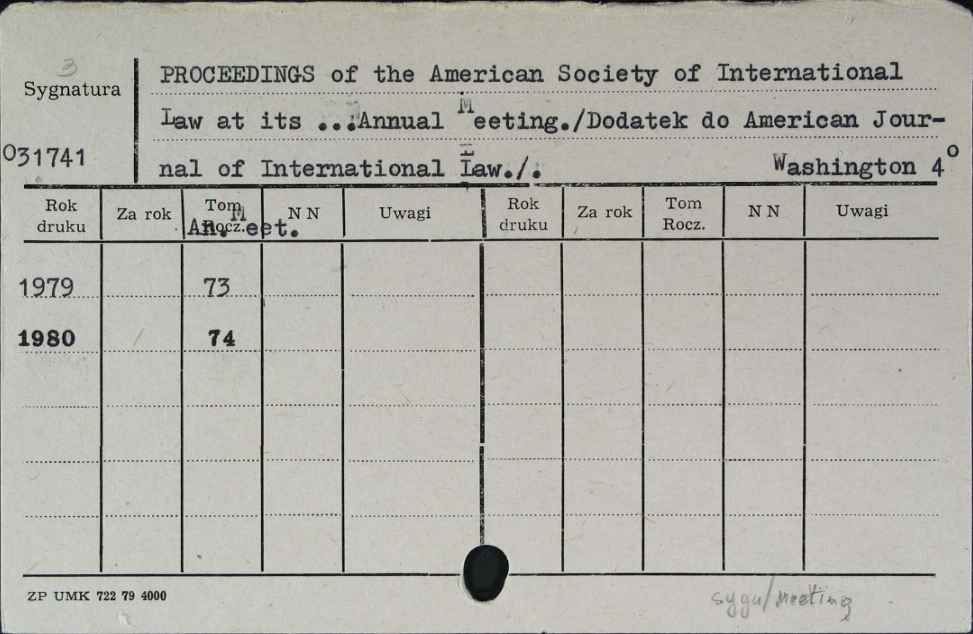 3
Sygnatura
031741
PROCEEDINGS of the American Society of International
Law at its ...Annual Meeting./Dodatek do American Jour-
nal of International Law./. Washington 4°
Rok druku Za rok Tom Rocz. N N Uwagi Rok druku Za rok Tom Rocz. N N Uwagi
An. Meet.
1979 73
1980 74
ZP UMK 722 79 4000
sygn/Meeting